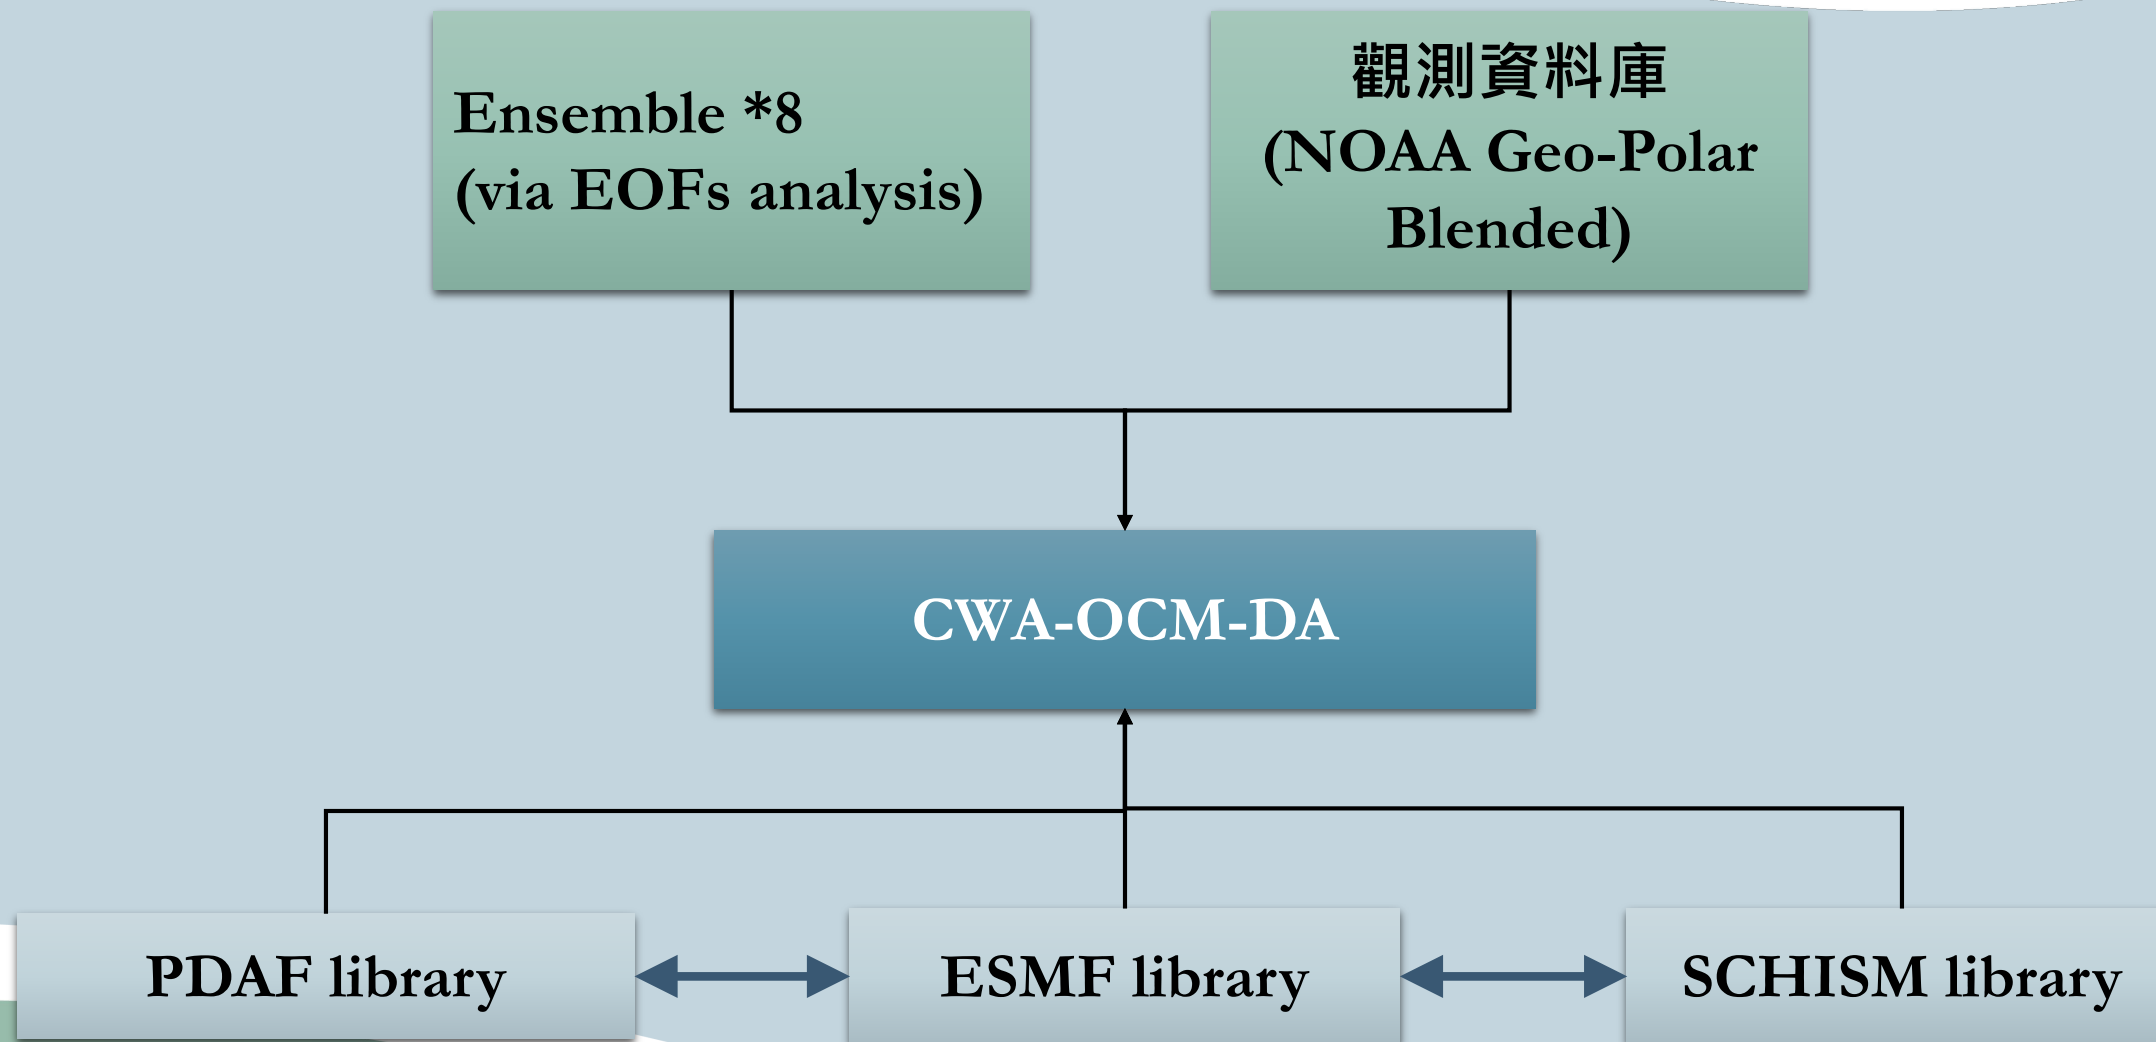 Ensemble *8
(via EOFs analysis)
觀測資料庫
(NOAA Geo-Polar
Blended)
CWA-OCM-DA
PDAF library
ESMF library
SCHISM library